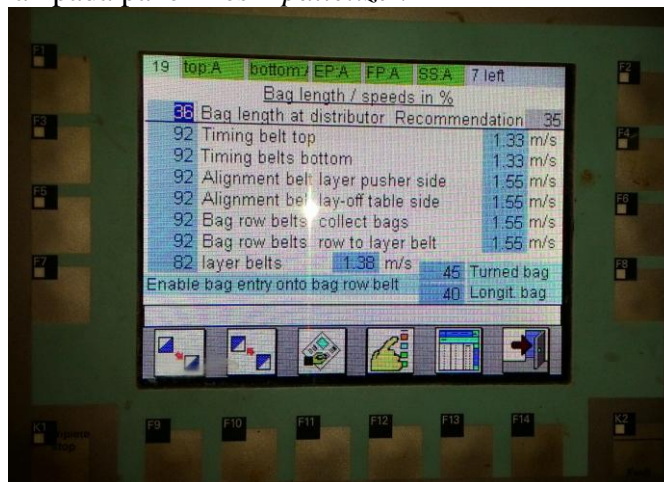 F1
F2
19 top:A bottom:A EP:A FP:A SS:A 7 left
Bag length / speeds in %
F3
36 Bag length at distributor Recommendation 35
F4
92 Timing belt top 1.33 m/s
92 Timing belts bottom 1.33 m/s
92 Alignment belt layer pusher side 1.55 m/s
F5
92 Alignment belt lay-off table side 1.55 m/s
F6
92 Bag row belts collect bags 1.55 m/s
92 Bag row belts row to layer belt 1.55 m/s
F7
82 layer belts 1.38 m/s
45 Turned bag
F8
Enable bag entry onto bag row belt
40 Longit. bag
K1
F9
F10
F11
F12
F13
F14
K2
stop